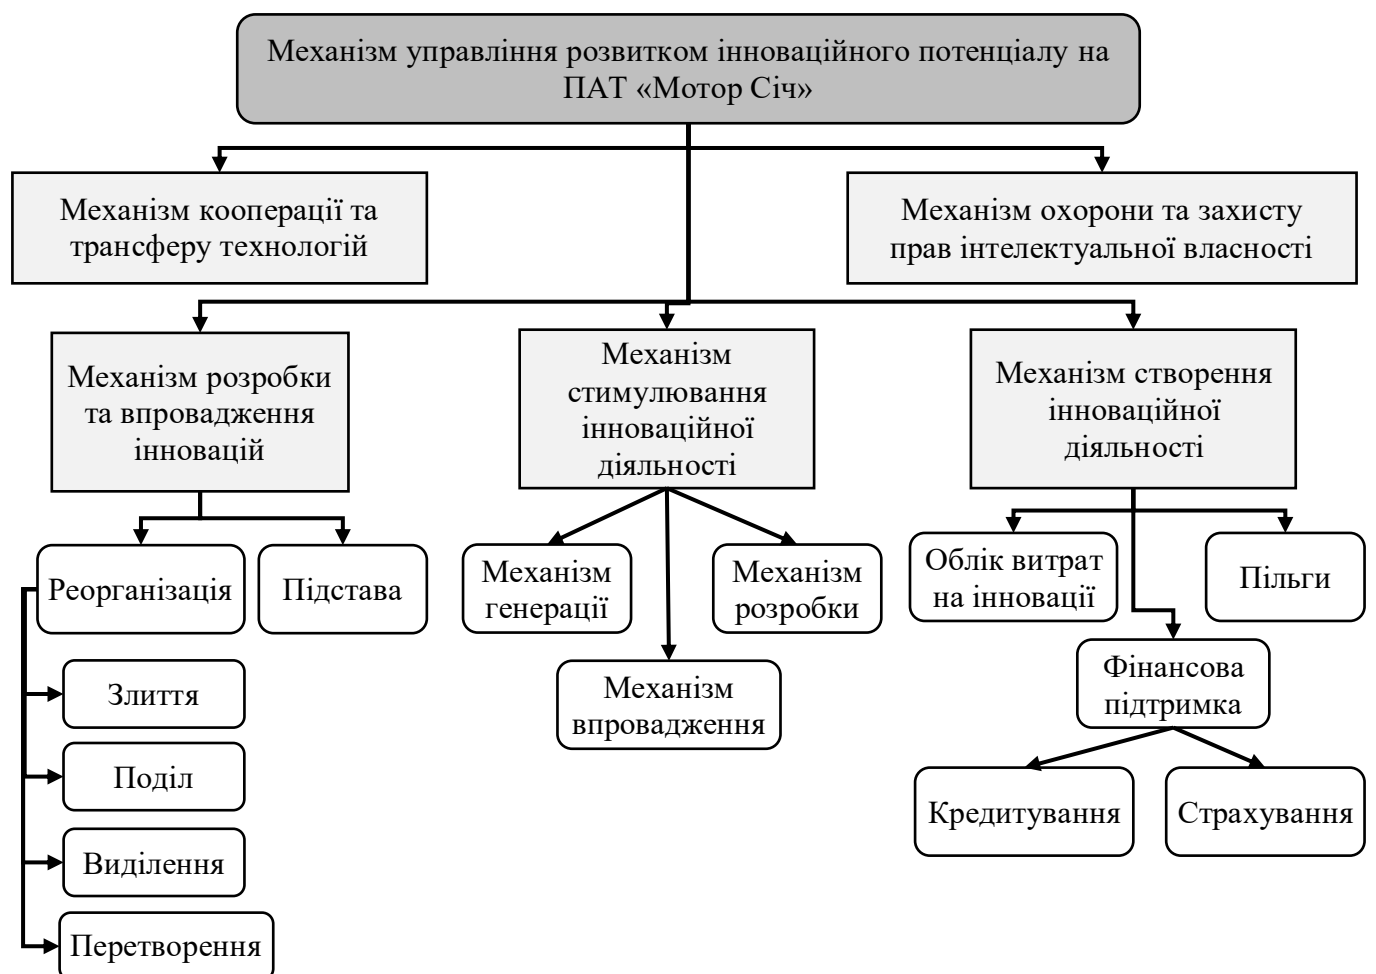 Механізм управління розвитком інноваційного потенціалу на
ПАТ «Мотор Січ»
Механізм кооперації та
трансферу технологій
Механізм охорони та захисту
прав інтелектуальної власності
Механізм розробки
та впровадження
інновацій
Механізм
стимулювання
інноваційної
діяльності
Механізм створення
інноваційної
діяльності
Реорганізація
Підстава
Механізм
генерації
Механізм
розробки
Механізм
впровадження
Облік витрат
на інновації
Пільги
Фінансова
підтримка
Кредитування
Страхування
Злиття
Поділ
Виділення
Перетворення